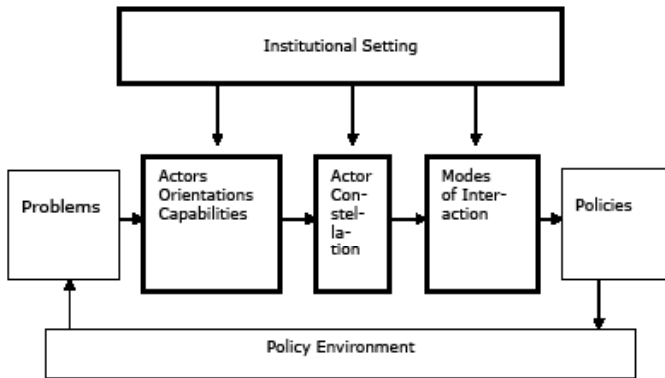 Institutional Setting
Problems
Actors
Orientations
Capabilities
Actor
Con-
stel-
la-
tion
Modes
of Inter-
action
Policies
Policy Environment